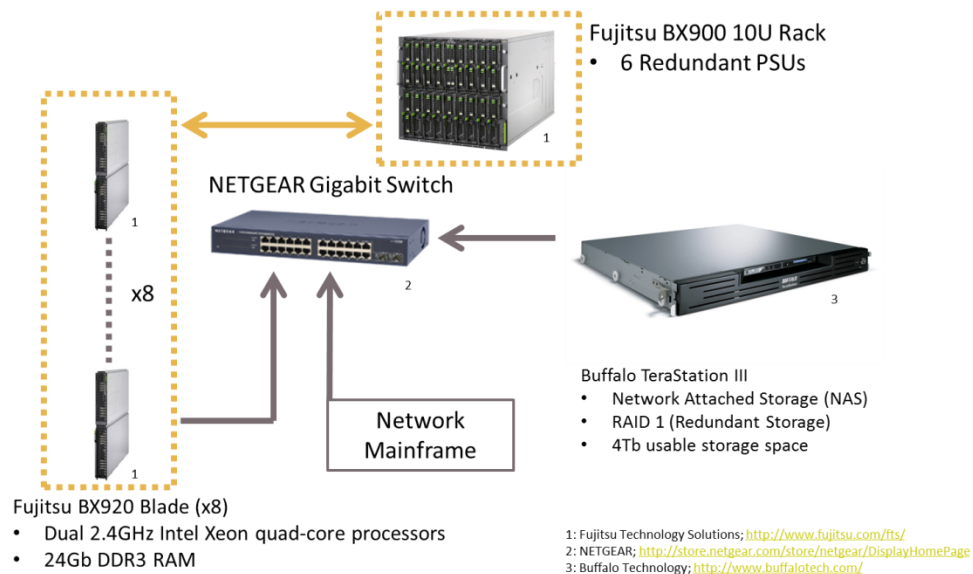 Fujitsu BX900 10U Rack
• 6 Redundant PSUs
1
1
NETGEAR Gigabit Switch
NETGEAR
2
x8
BUFFALO
3
1
Network
Mainframe
Buffalo TeraStation III
• Network Attached Storage (NAS)
• RAID 1 (Redundant Storage)
• 4Tb usable storage space
Fujitsu BX920 Blade (x8)
• Dual 2.4GHz Intel Xeon quad-core processors
• 24Gb DDR3 RAM
1: Fujitsu Technology Solutions; http://www.fujitsu.com/fts/
2: NETGEAR; http://store.netgear.com/store/netgear/DisplayHomePage
3: Buffalo Technology; http://www.buffalotech.com/